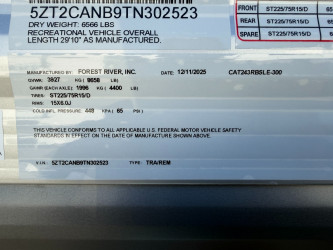 5ZT2CANB9TN302523
DRY WEIGHT: 6566 LBS
RECREATIONAL VEHICLE OVERALL
LENGTH 29'10" AS MANUFACTURED
FRONT ST225/75R15/D
REAR ST225/75R15/D
SPARE ST225/75R15/D
MANUFACTURED BY: FOREST RIVER, INC. DATE: 12/11/2025 CAT243RBSLE-300
GVWR: 3927 KG ( 8658 LB)
GAWR (EACH AXLE): 1996 KG ( 4400 LB)
TIRES: ST225/75R15/D
RIMS: 15X6.0J
COLD INFL. PRESSURE: 448 KPA ( 65 PSI)
THIS VEHICLE CONFORMS TO ALL APPLICABLE U.S. FEDERAL MOTOR VEHICLE SAFETY
STANDARDS IN EFFECT ON THE DATE OF MANUFACTURE SHOWN ABOVE.
V.I.N: 5ZT2CANB9TN302523 TYPE: TRA/REM